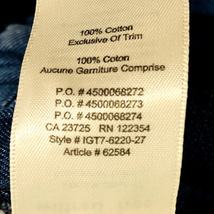 100% Cotton
Exclusive Of Trim
100% Coton
Aucune Garniture Comprise
P.O. # 4500068272
P.O. # 4500068273
P.O. # 4500068274
CA 23725 RN 122354
Style # IGT7-6220-27
Article # 62584